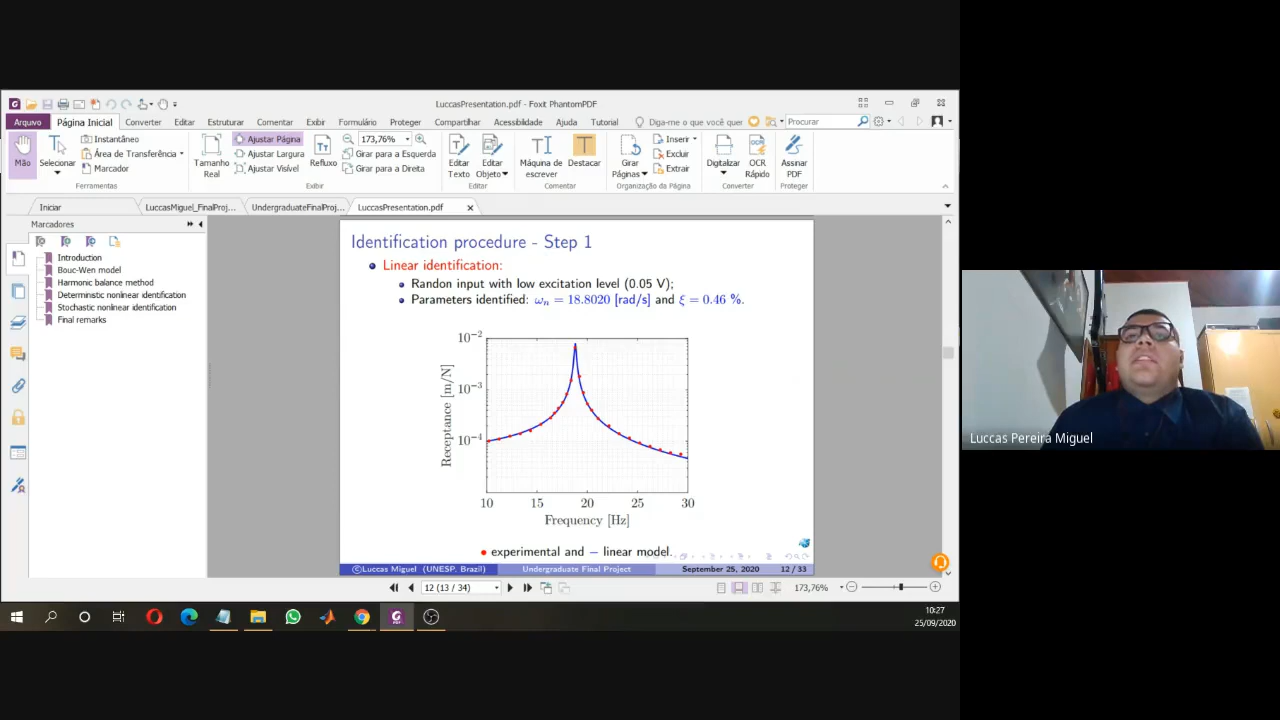 LuccasPresentation.pdf - Foxit PhantomPDF
Arquivo Página Inicial Converter Editar Estruturar Comentar Exibir Formulário Proteger Compartilhar Acessibilidade Ajuda Tutorial Diga-me o que você quer Procurar
Mão
Selecionar
Instantâneo
Área de Transferência
Marcador
Ferramentas
Tamanho Real
Ajustar Página
Ajustar Largura
Ajustar Visível
Refluxo
173,76%
Girar para a Esquerda
Girar para a Direita
Exibir
Editar Texto
Editar Objeto
Editar
Máquina de escrever
Destacar
Comentar
Girar Páginas
Inserir
Excluir
Extrair
Organização da Página
Digitalizar
OCR Rápido
Converter
Assinar PDF
Proteger
Iniciar LuccasMiguel_FinalProj... UndergraduateFinalProj... LuccasPresentation.pdf
Marcadores
Introduction
Bouc-Wen model
Harmonic balance method
Deterministic nonlinear identification
Stochastic nonlinear identification
Final remarks
Identification procedure - Step 1
Linear identification:
Randon input with low excitation level (0.05 V);
Parameters identified: ωn = 18.8020 [rad/s] and ξ = 0.46 %.
10−2
10−3
10−4
Receptance [m/N]
10 15 20 25 30
Frequency [Hz]
experimental and − linear model.
©Luccas Miguel (UNESP, Brazil) Undergraduate Final Project September 25, 2020 12 / 33
12 (13 / 34) 173,76%
10:27
25/09/2020
Luccas Pereira Miguel